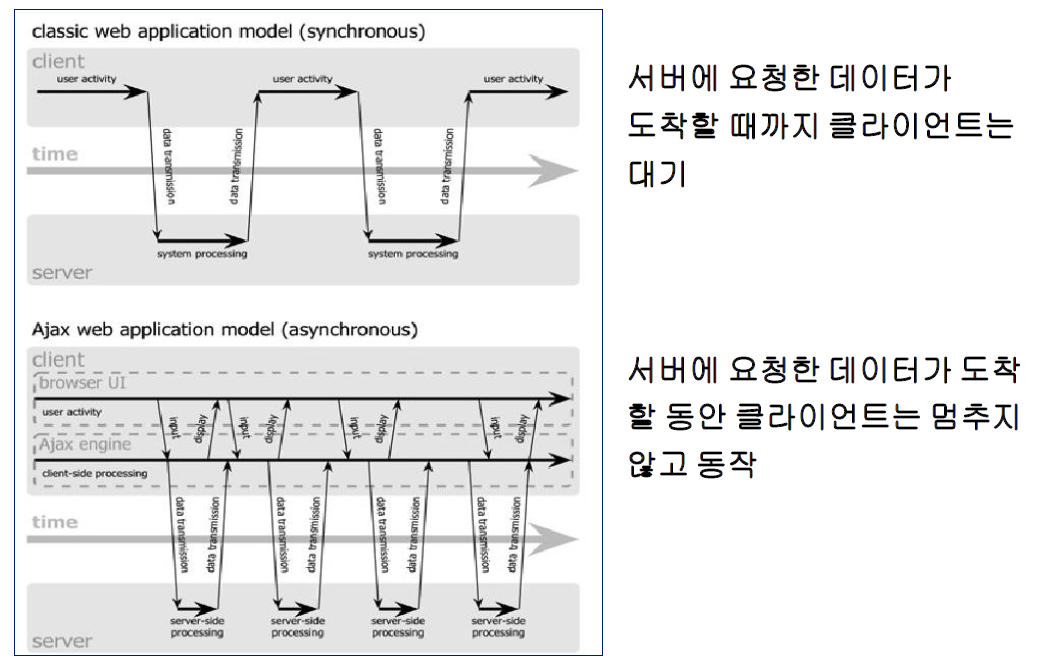 classic web application model (synchronous)
client
user activity
user activity
user activity
data transmission
data transmission
data transmission
data transmission
time
system processing
system processing
server
서버에 요청한 데이터가
도착할 때까지 클라이언트는
대기
Ajax web application model (asynchronous)
client
browser UI
user activity
input
display
input
display
input
display
input
display
Ajax engine
client-side processing
data transmission
data transmission
data transmission
data transmission
data transmission
data transmission
data transmission
data transmission
time
server-side
processing
server-side
processing
server-side
processing
server-side
processing
server
서버에 요청한 데이터가 도착
할 동안 클라이언트는 멈추지
않고 동작